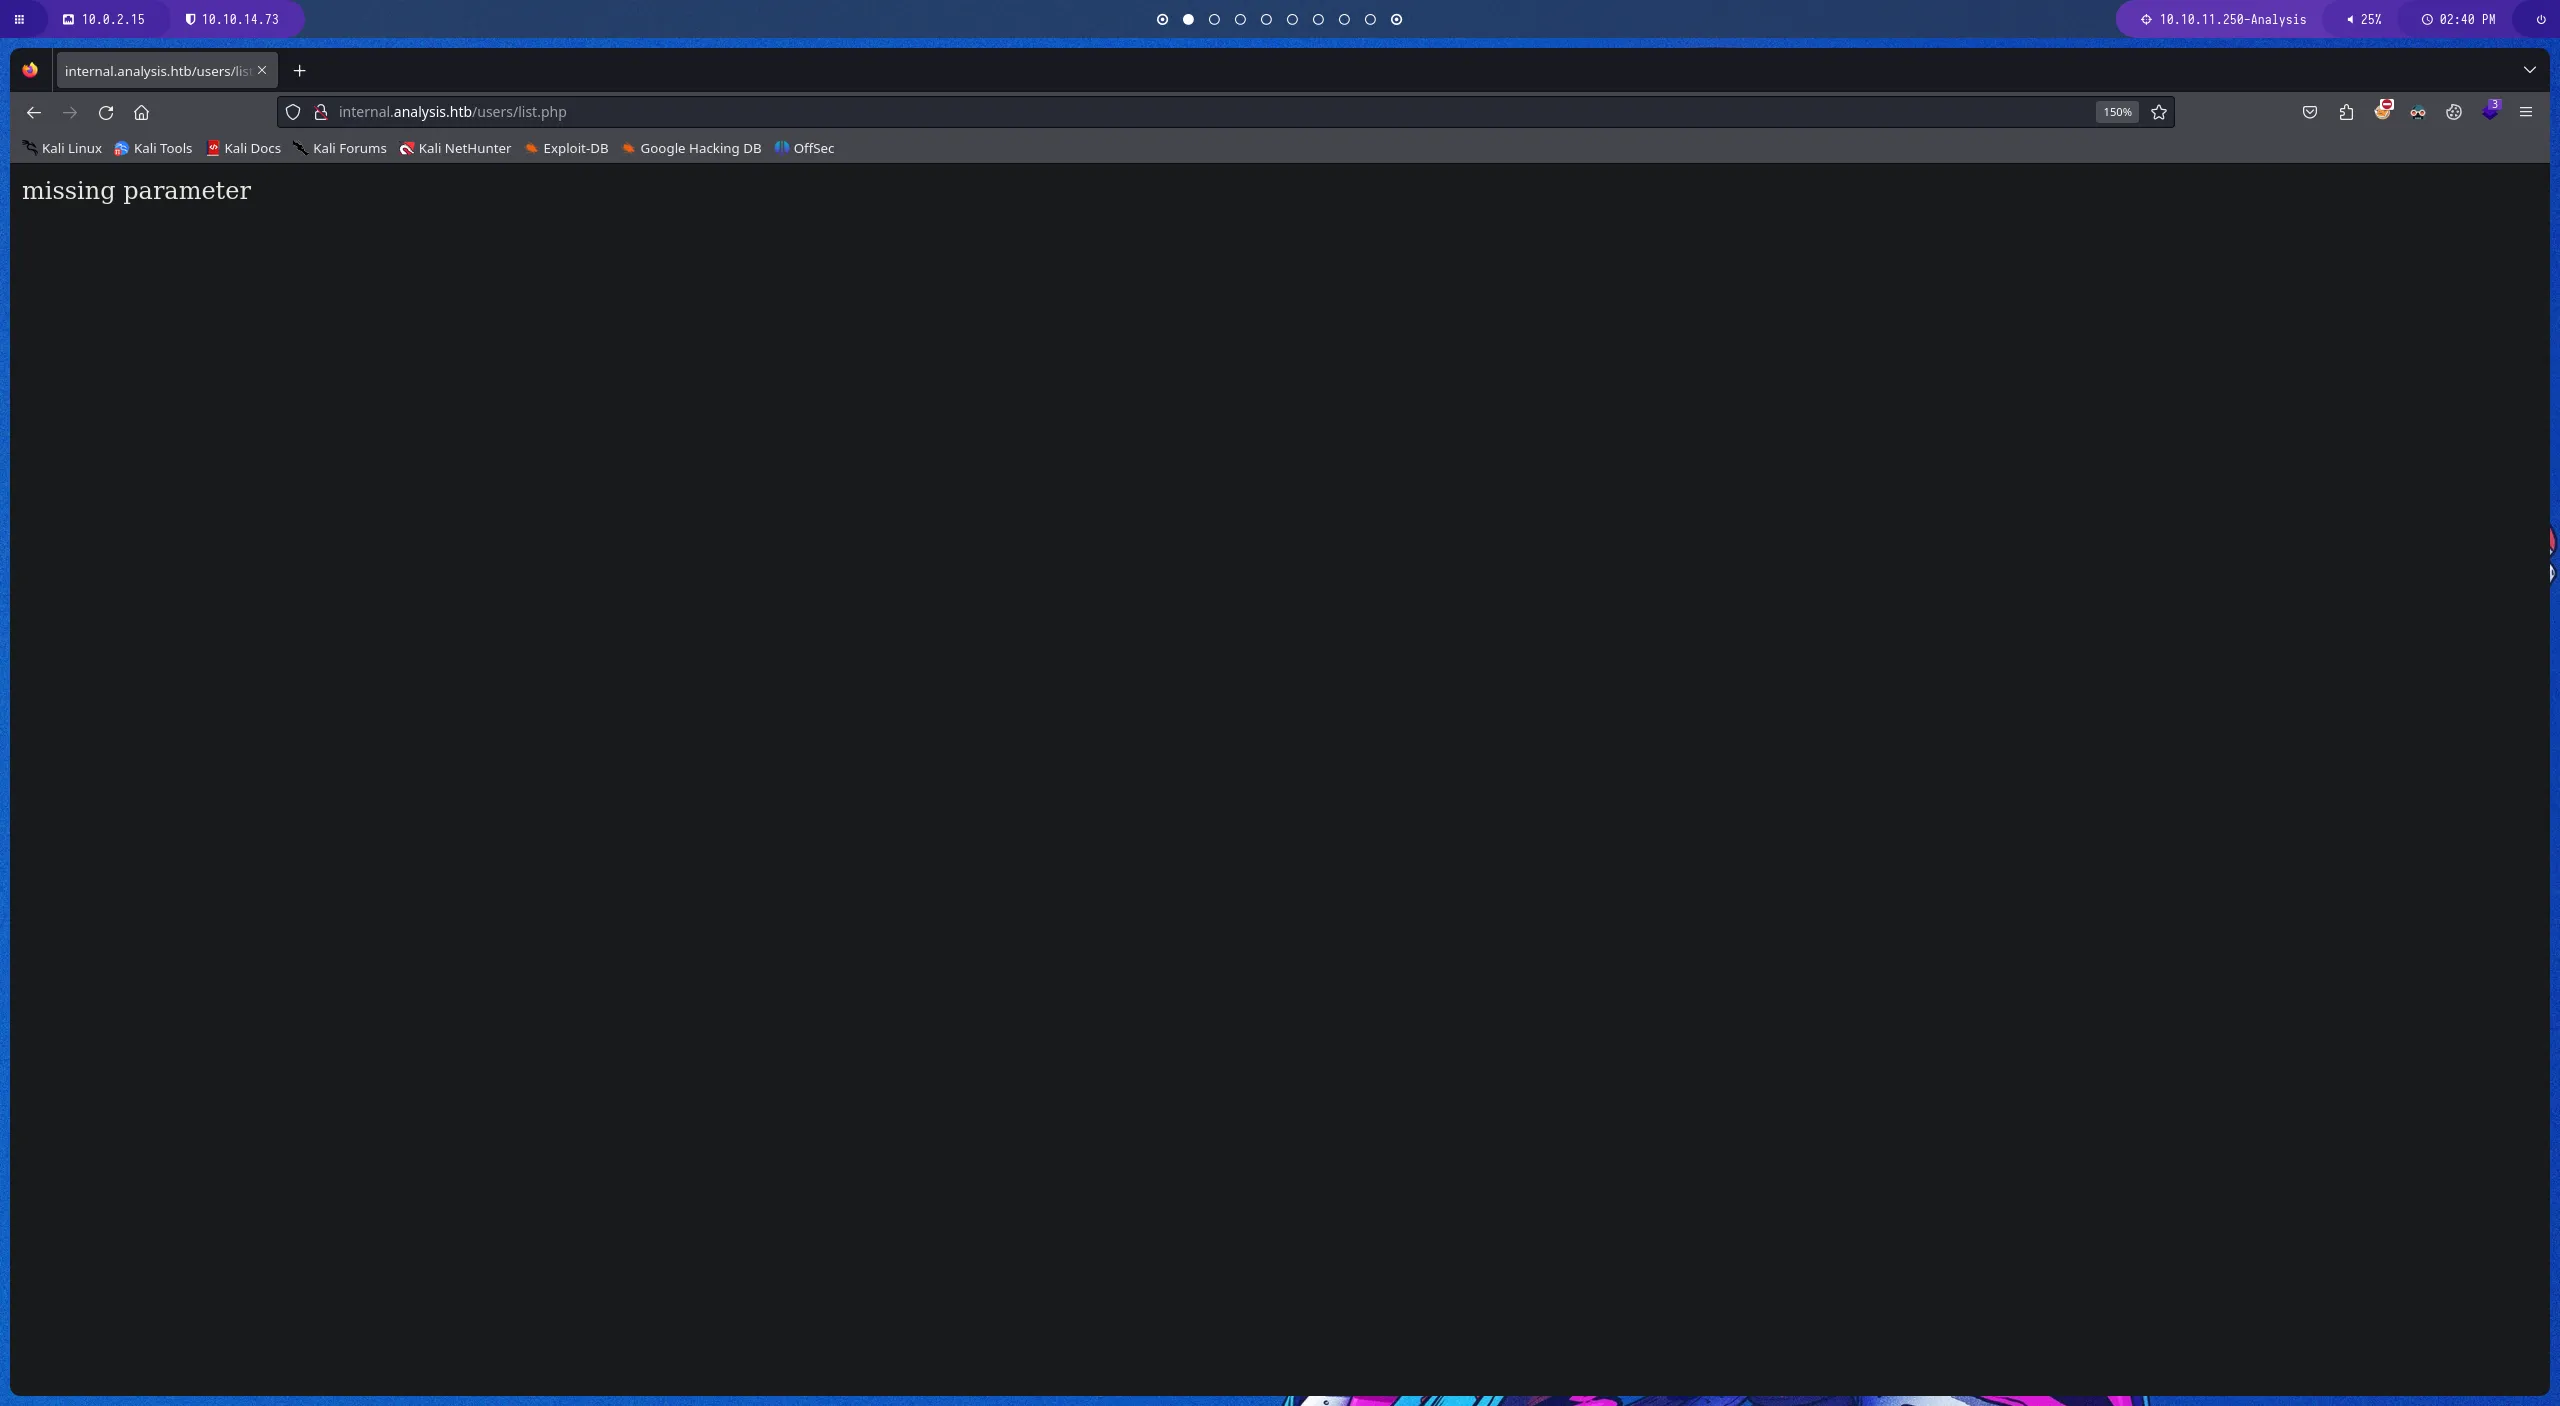 10.0.2.15 10.10.14.73 10.10.11.250-Analysis 25% 02:40 PM
internal.analysis.htb/users/list
internal.analysis.htb/users/list.php 150% 3
Kali Linux Kali Tools Kali Docs Kali Forums Kali NetHunter Exploit-DB Google Hacking DB OffSec
missing parameter